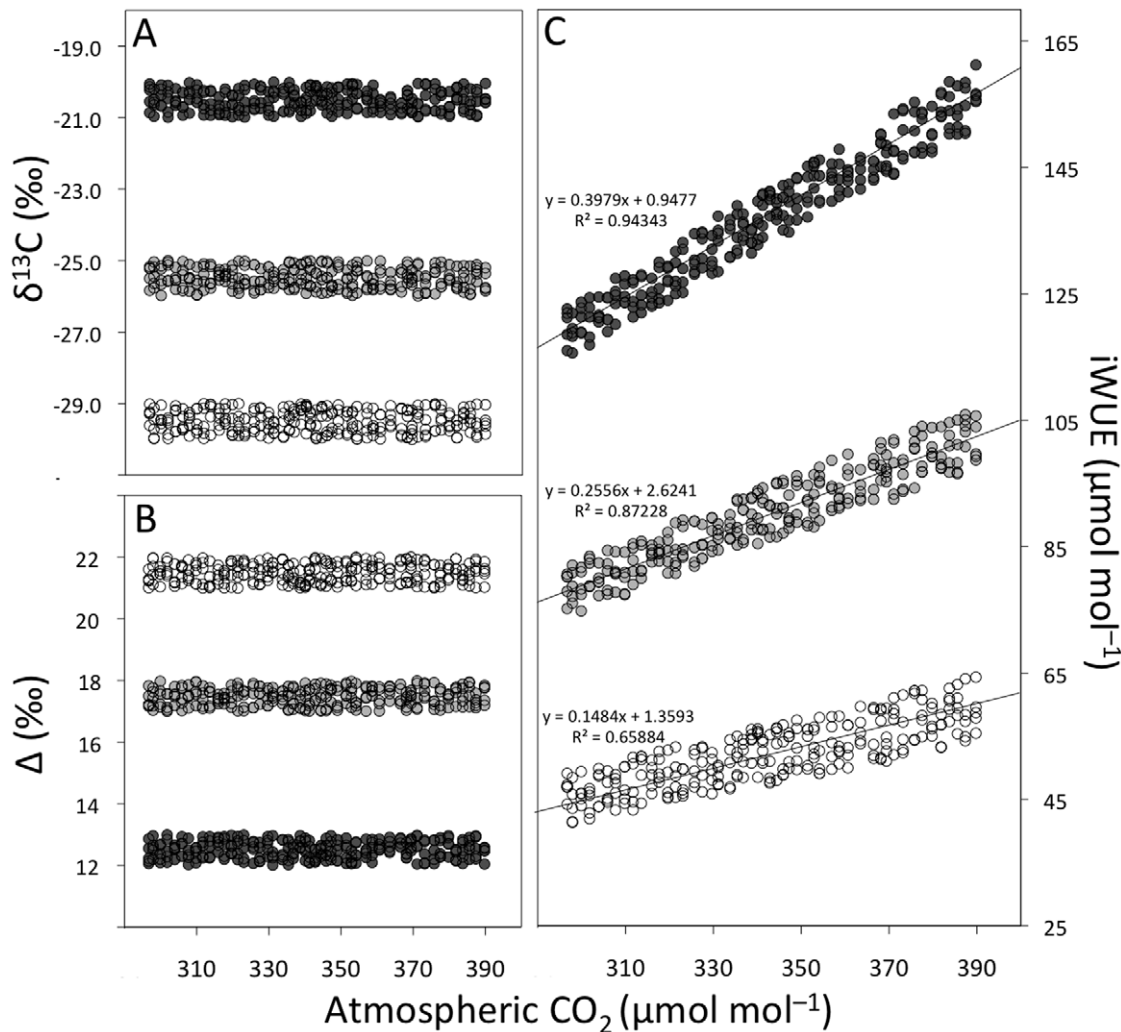 A
-19.0
-21.0
-23.0
-25.0
-27.0
-29.0
δ¹³C (‰)
B
22
20
18
16
14
12
Δ (‰)
310 330 350 370 390
C
y = 0.3979x + 0.9477
R² = 0.94343
y = 0.2556x + 2.6241
R² = 0.87228
y = 0.1484x + 1.3593
R² = 0.65884
165
145
125
105
85
65
45
25
iWUE (µmol mol⁻¹)
310 330 350 370 390
Atmospheric CO₂ (µmol mol⁻¹)